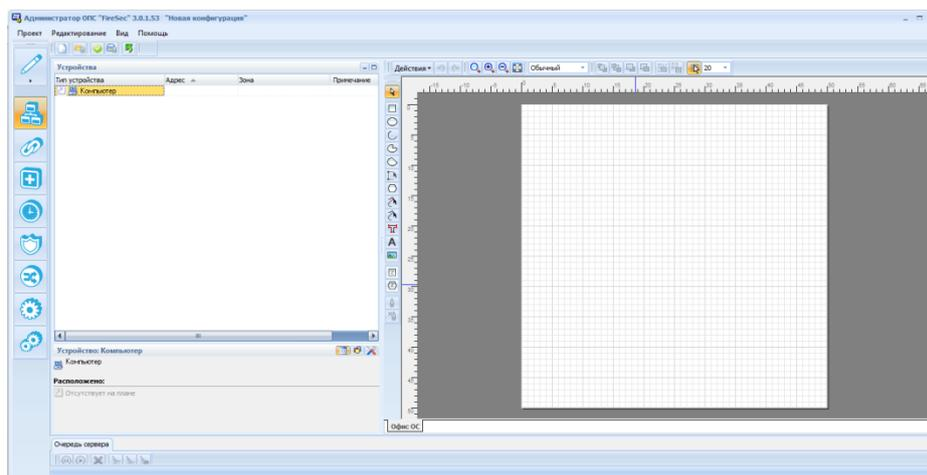 Администратор ОПС "FireSec" 3.0.1.53 "Новая конфигурация"
Проект Редактирование Вид Помощь
Устройства
Тип устройства Адрес Зона Примечание
Компьютер
Устройство: Компьютер
Компьютер
Расположено:
Отсутствует на плане
Действия
Обычный
20
Офис ОС
Очередь сервера